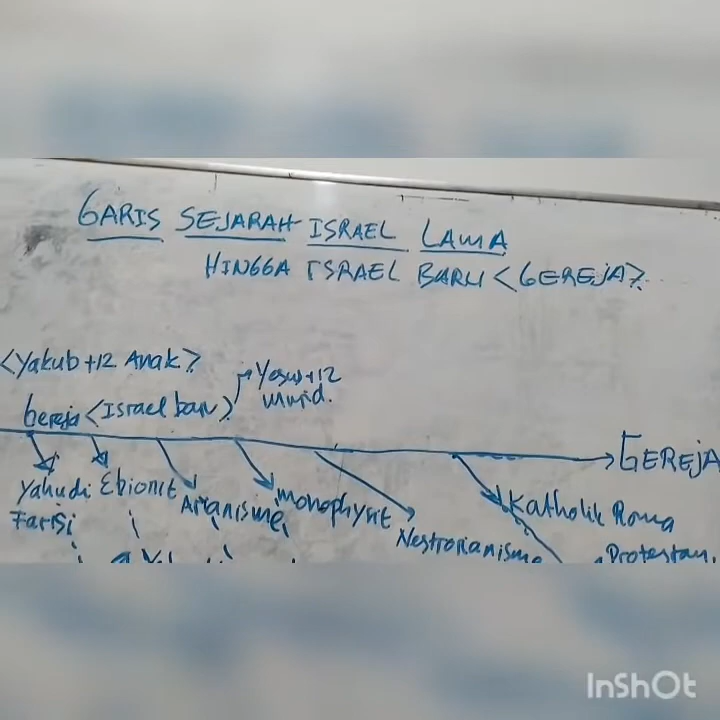 GARIS SEJARAH ISRAEL LAMA
HINGGA ISRAEL BARU <GEREJA>
<Yakub +12 Anak>
Yesus+12
Murid.
Gereja <Israel baru>
GEREJA
Yahudi
Farisi
Ebionit
Arianisme
Monophysit
Nestrorianisme
Katholik Roma
Protestan
InShOt